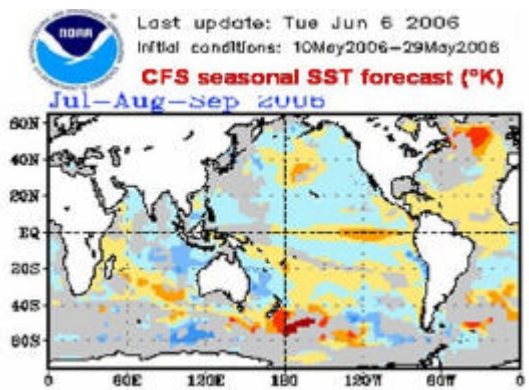 NOAA
Last update: Tue Jun 6 2006
Initial conditions: 10May2006-29May2006
CFS seasonal SST forecast (°K)
Jul-Aug-Sep 2006
60N
40N
20N
EQ
20S
40S
60S
0 60E 120E 180 120W 60W 0